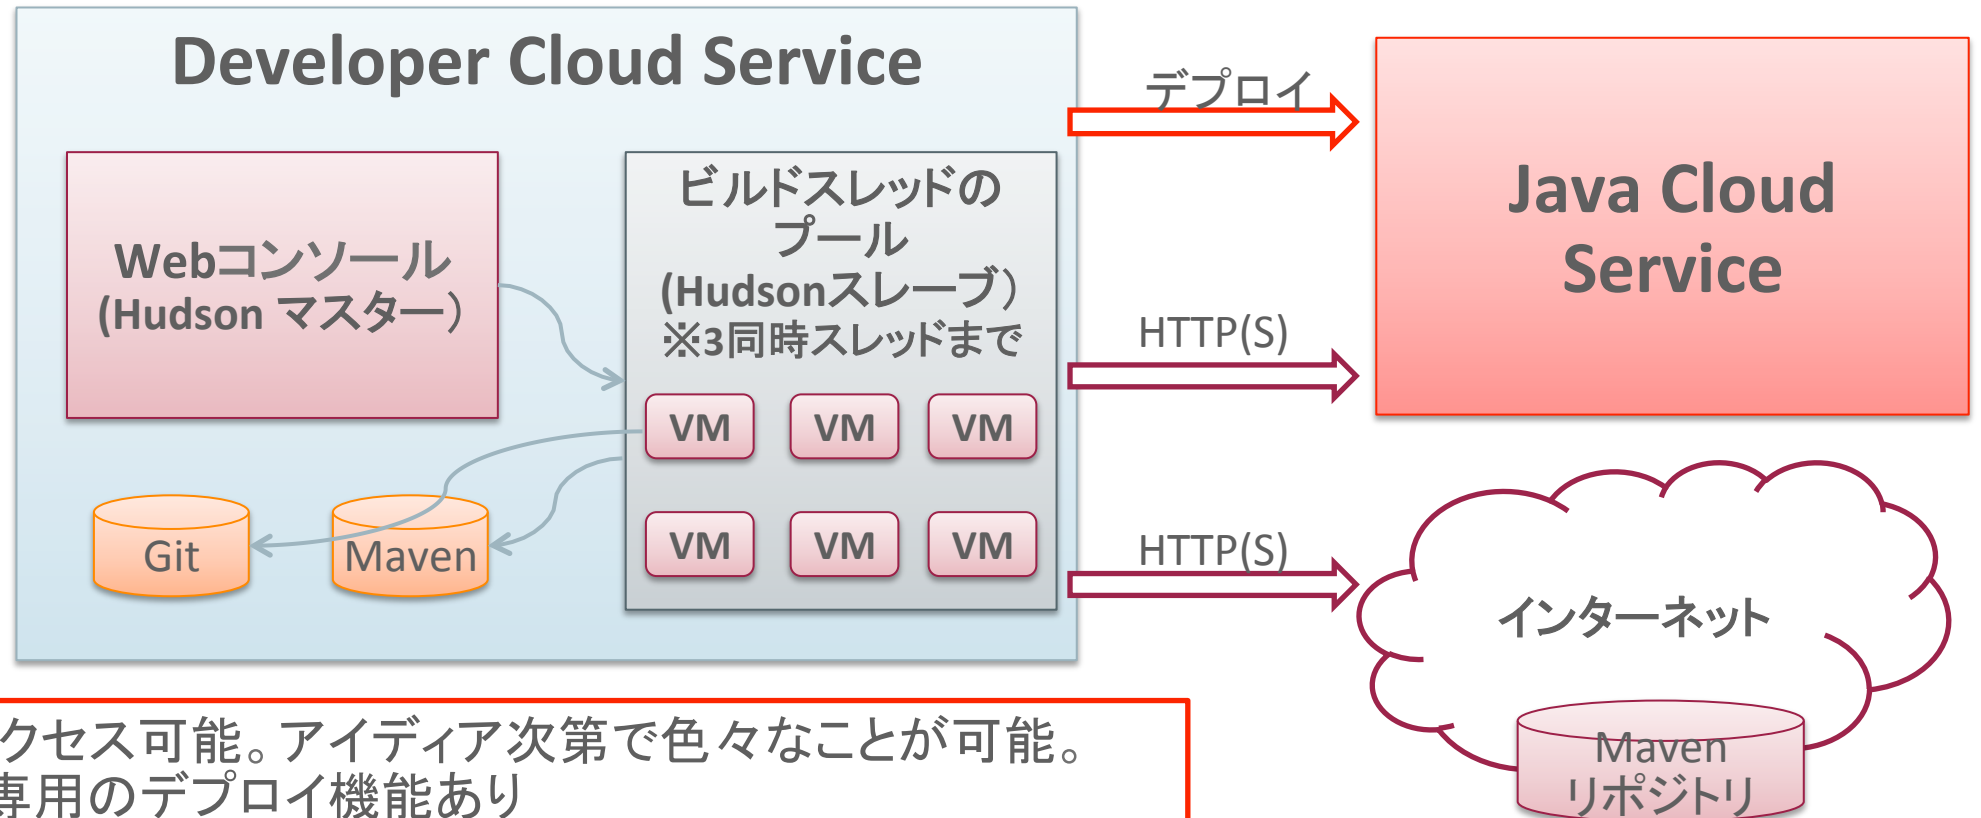 Developer Cloud Service
Webコンソール
(Hudson マスター）
ビルドスレッドの
プール
(Hudsonスレーブ）
※3同時スレッドまで
VM VM VM
VM VM VM
Git
Maven
デプロイ
HTTP(S)
HTTP(S)
Java Cloud
Service
インターネット
Maven
リポジトリ
クセス可能。アイディア次第で色々なことが可能。
専用のデプロイ機能あり